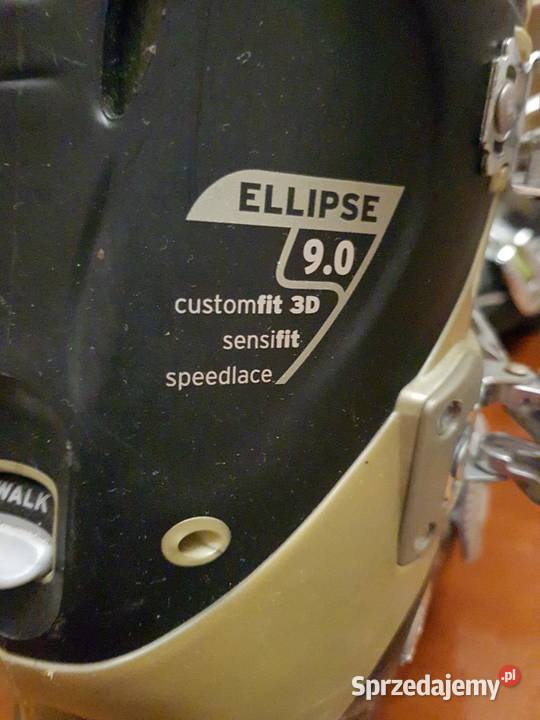 ELLIPSE
9.0
customfit 3D
sensifit
speedlace
WALK
Sprzedajemy.pl